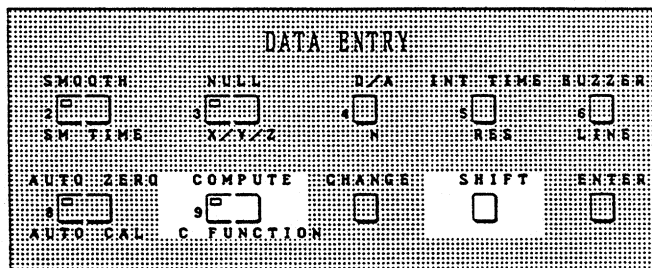 DATA ENTRY
SMOOTH NULL D/A INT TIME BUZZER
2 3 4 5 6
SM TIME X/Y/Z N RES LINE
AUTO ZERO COMPUTE CHANGE SHIFT ENTER
8 9
AUTO CAL C FUNCTION